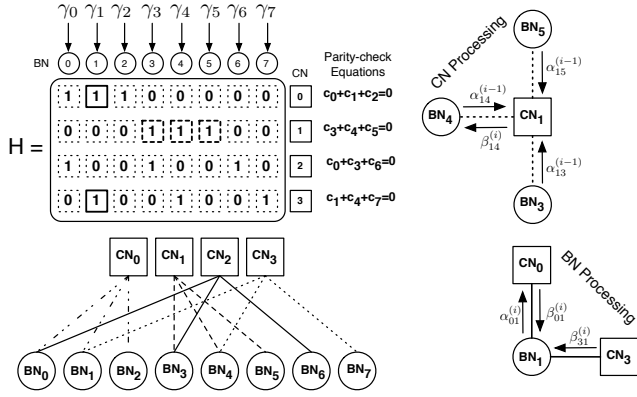 γ₀ γ₁ γ₂ γ₃ γ₄ γ₅ γ₆ γ₇
BN 0 1 2 3 4 5 6 7 CN
Parity-check
Equations
H =
1 1 1 0 0 0 0 0 0 c₀+c₁+c₂=0
0 0 0 1 1 1 0 0 1 c₃+c₄+c₅=0
1 0 0 1 0 0 1 0 2 c₀+c₃+c₆=0
0 1 0 0 1 0 0 1 3 c₁+c₄+c₇=0
CN₀ CN₁ CN₂ CN₃
BN₀ BN₁ BN₂ BN₃ BN₄ BN₅ BN₆ BN₇
CN Processing
BN₅
α₁₅⁽ⁱ⁻¹⁾
BN₄
α₁₄⁽ⁱ⁻¹⁾
β₁₄⁽ⁱ⁾
CN₁
α₁₃⁽ⁱ⁻¹⁾
BN₃
BN Processing
CN₀
α₀₁⁽ⁱ⁾
β₀₁⁽ⁱ⁾
β₃₁⁽ⁱ⁾
BN₁
CN₃